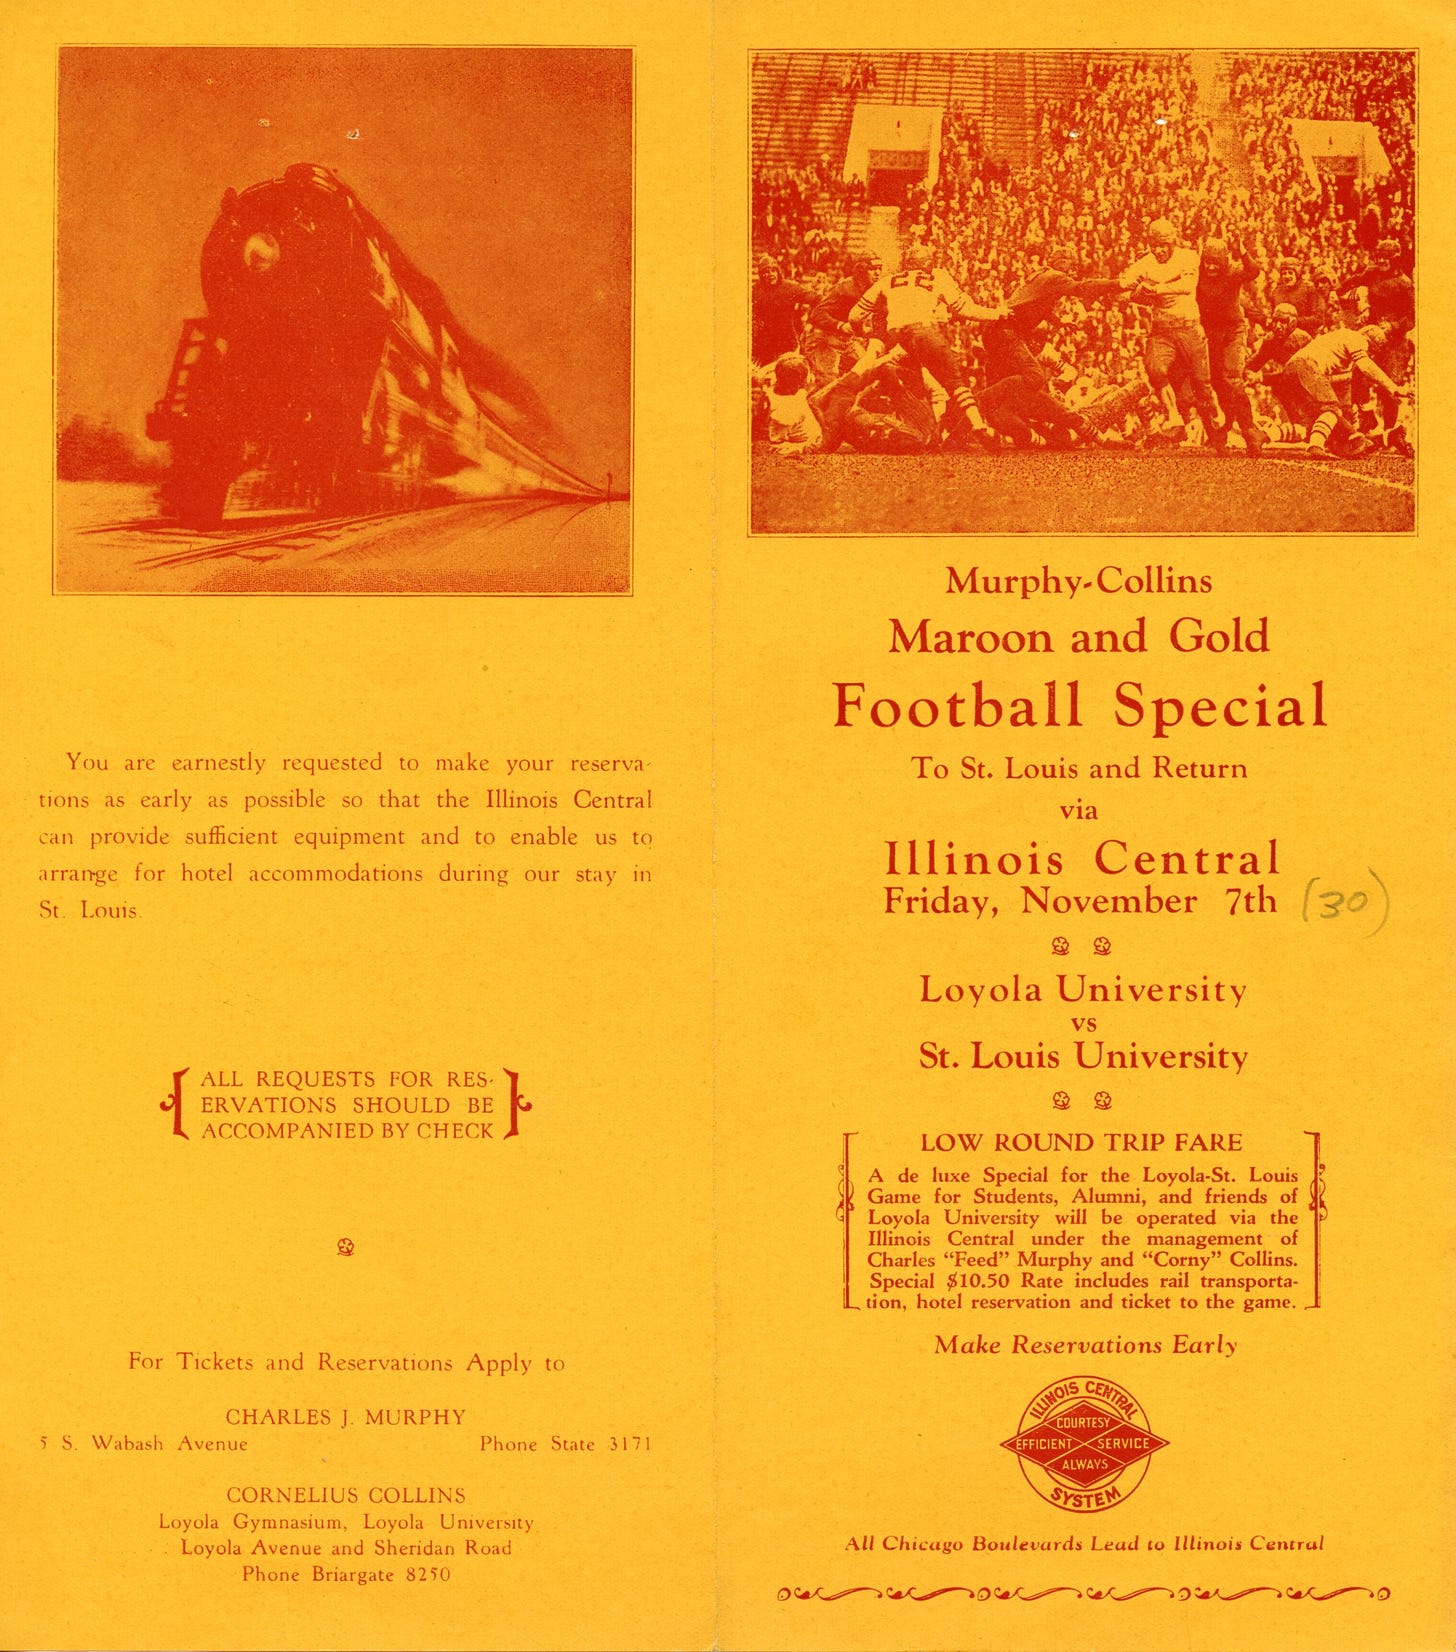 You are earnestly requested to make your reserva-
tions as early as possible so that the Illinois Central
can provide sufficient equipment and to enable us to
arrange for hotel accommodations during our stay in
St. Louis.
ALL REQUESTS FOR RES-
ERVATIONS SHOULD BE
ACCOMPANIED BY CHECK
For Tickets and Reservations Apply to
CHARLES J. MURPHY
5 S. Wabash Avenue Phone State 3171
CORNELIUS COLLINS
Loyola Gymnasium, Loyola University
Loyola Avenue and Sheridan Road
Phone Briargate 8250
22
Murphy-Collins
Maroon and Gold
Football Special
To St. Louis and Return
via
Illinois Central
Friday, November 7th (30)
Loyola University
vs
St. Louis University
LOW ROUND TRIP FARE
A de luxe Special for the Loyola-St. Louis
Game for Students, Alumni, and friends of
Loyola University will be operated via the
Illinois Central under the management of
Charles “Feed” Murphy and “Corny” Collins.
Special $10.50 Rate includes rail transporta-
tion, hotel reservation and ticket to the game.
Make Reservations Early
ILLINOIS CENTRAL
COURTESY
EFFICIENT SERVICE
ALWAYS
SYSTEM
All Chicago Boulevards Lead to Illinois Central